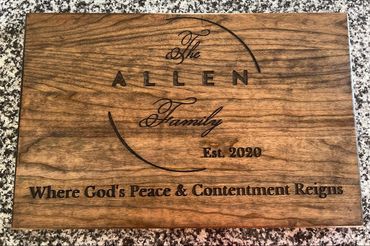 The
ALLEN
Family
Est. 2020
Where God's Peace & Contentment Reigns